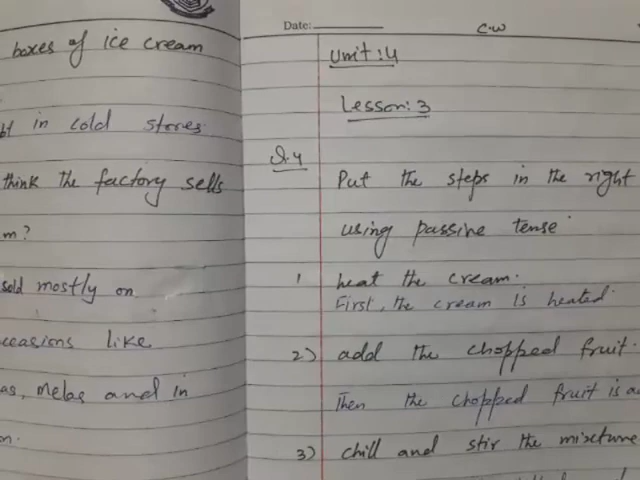 boxes of ice cream
in cold stores.
think the factory sells
m?
sold mostly on
ccasions like
as, melas and in
on.
Date:
C.W
Unit:4
Lesson:3
Q.4
Put the steps in the right
using passive tense
1 heat the cream.
First, the cream is heated.
2) add the chopped fruit.
Then the chopped fruit is a
3) chill and stir the mixture